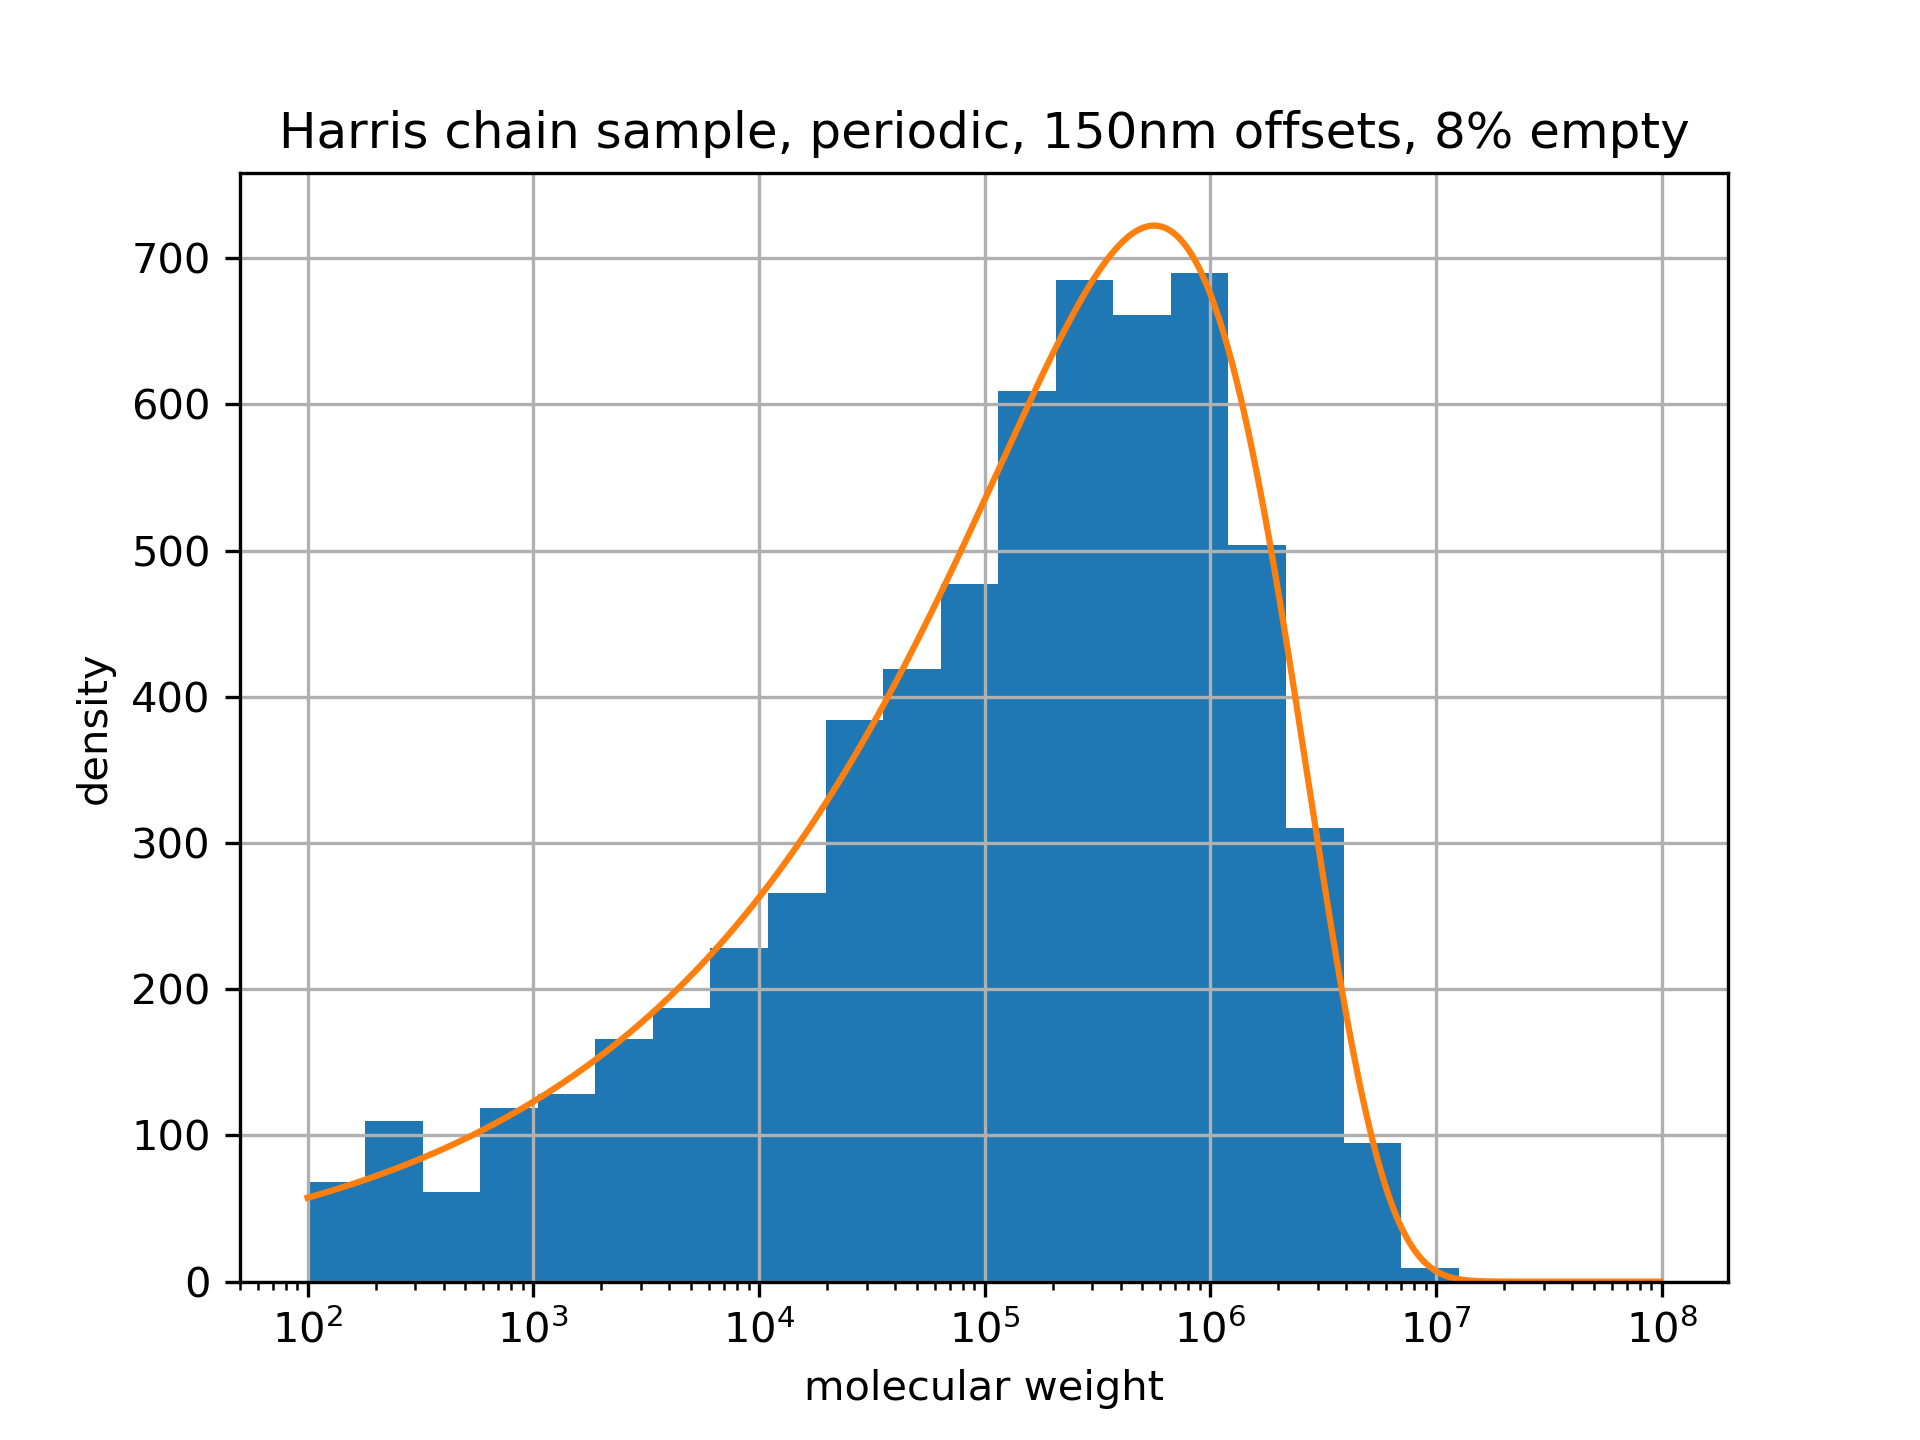 Harris chain sample, periodic, 150nm offsets, 8% empty
density
700
600
500
400
300
200
100
0
10² 10³ 10⁴ 10⁵ 10⁶ 10⁷ 10⁸
molecular weight